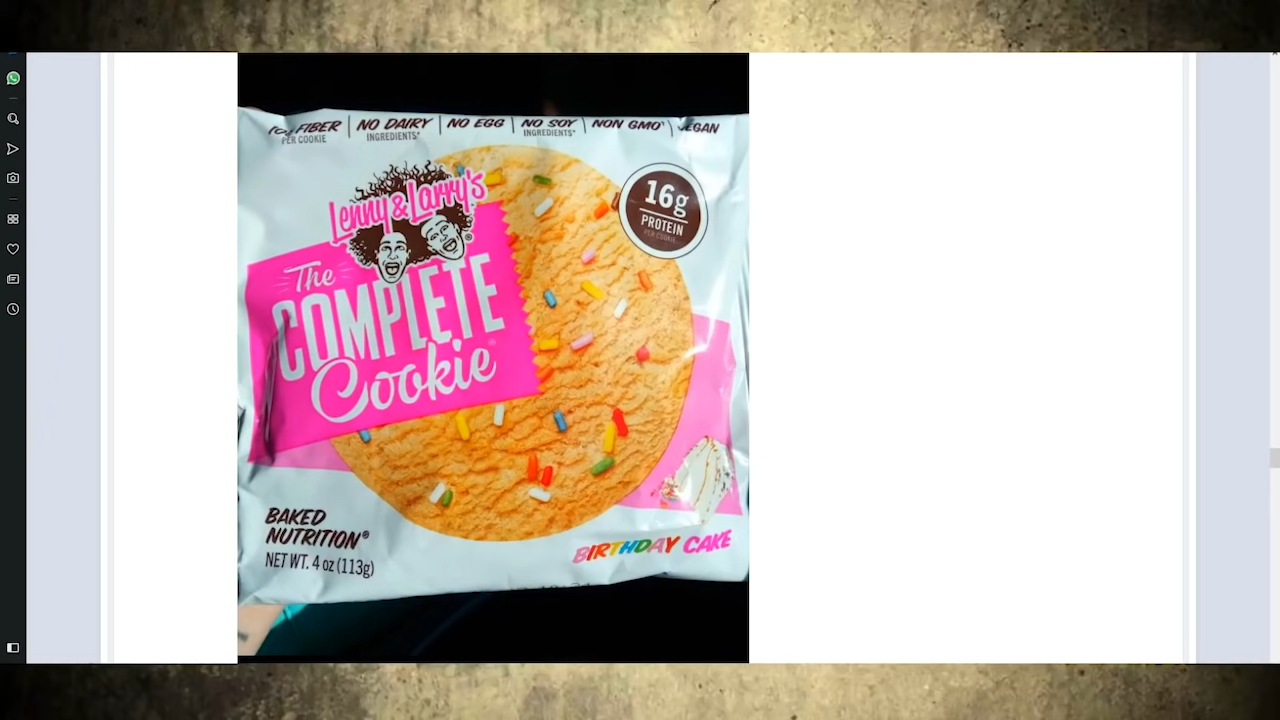 FIBER | NO DAIRY | NO EGG | NO SOY | NON GMO | VEGAN
PER COOKIE INGREDIENTS* INGREDIENTS*
Lenny & Larry's®
16g
PROTEIN
PER COOKIE
The
COMPLETE
Cookie®
BAKED
NUTRITION®
NET WT. 4 oz (113g)
BIRTHDAY CAKE